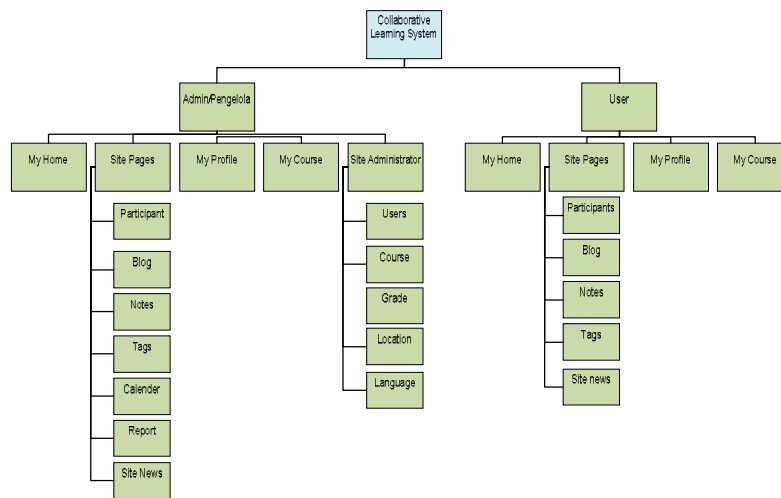 Collaborative
Learning System
Admin/Pengelola
User
My Home
Site Pages
My Profile
My Course
Site Administrator
My Home
Site Pages
My Profile
My Course
Participant
Blog
Notes
Tags
Calender
Report
Site News
Users
Course
Grade
Location
Language
Participants
Blog
Notes
Tags
Site news